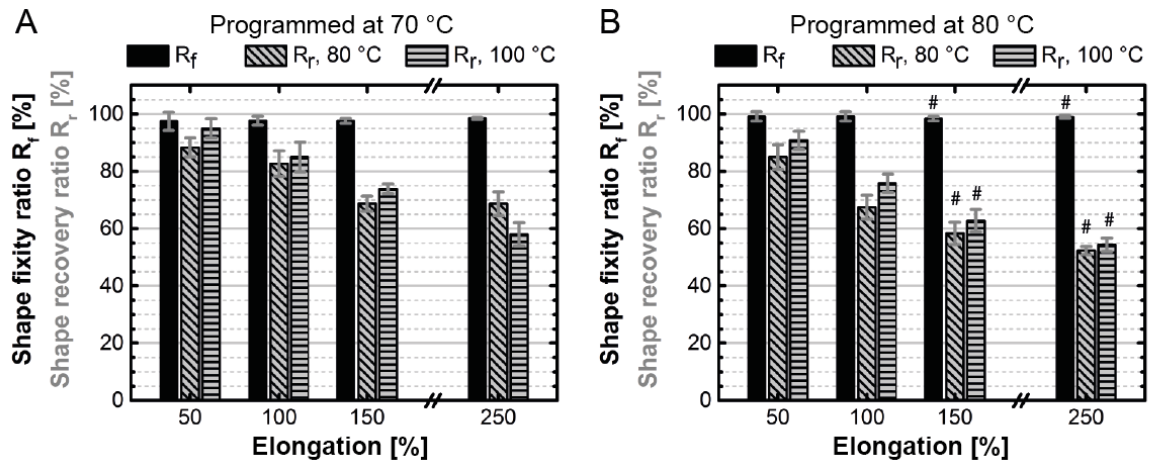 A
Programmed at 70 °C
Rf
Rr, 80 °C
Rr, 100 °C
Shape fixity ratio Rf [%]
Shape recovery ratio Rr [%]
100
80
60
40
20
0
50
100
150
250
Elongation [%]
B
Programmed at 80 °C
Rf
Rr, 80 °C
Rr, 100 °C
Shape fixity ratio Rf [%]
Shape recovery ratio Rr [%]
100
80
60
40
20
0
# #
# #
# #
50
100
150
250
Elongation [%]